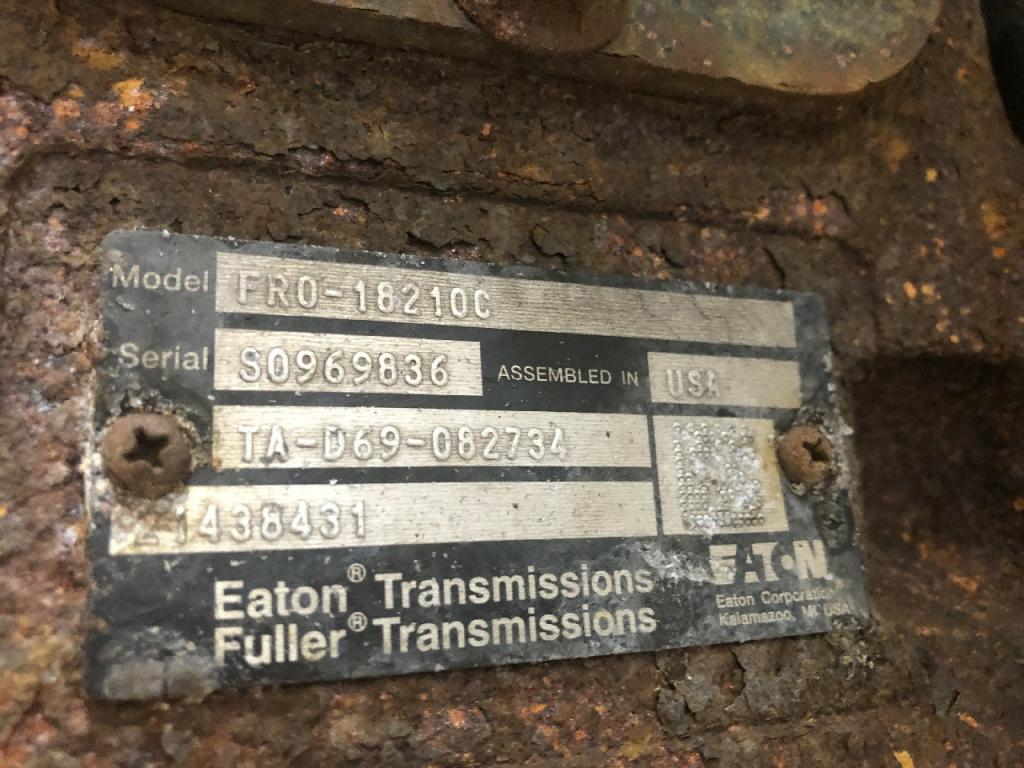 Model FRO-18210C
Serial S0969836 ASSEMBLED IN USA
TA-D69-082734
21438431
Eaton® Transmissions
Fuller® Transmissions
EATON
Eaton Corporation
Kalamazoo, MI USA